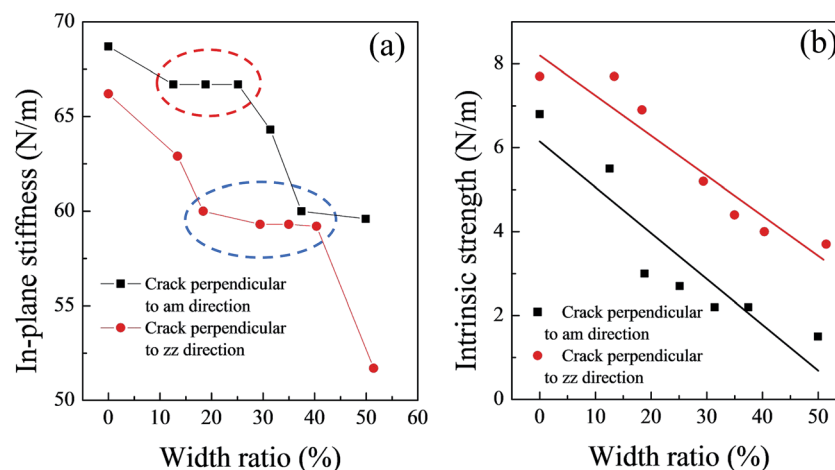 (a)
70
65
60
55
50
In-plane stiffness (N/m)
Crack perpendicular
to am direction
Crack perpendicular
to zz direction
0 10 20 30 40 50 60
Width ratio (%)
(b)
8
6
4
2
0
Intrinsic strength (N/m)
Crack perpendicular
to am direction
Crack perpendicular
to zz direction
0 10 20 30 40 50
Width ratio (%)